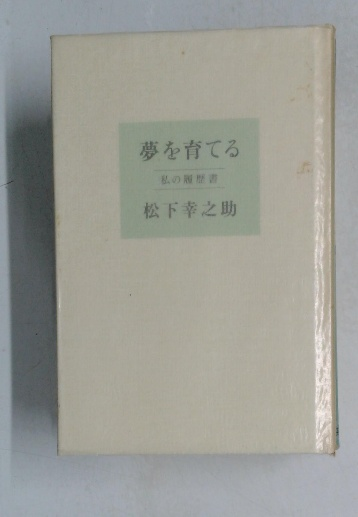 夢を育てる
私の履歴書
松下幸之助